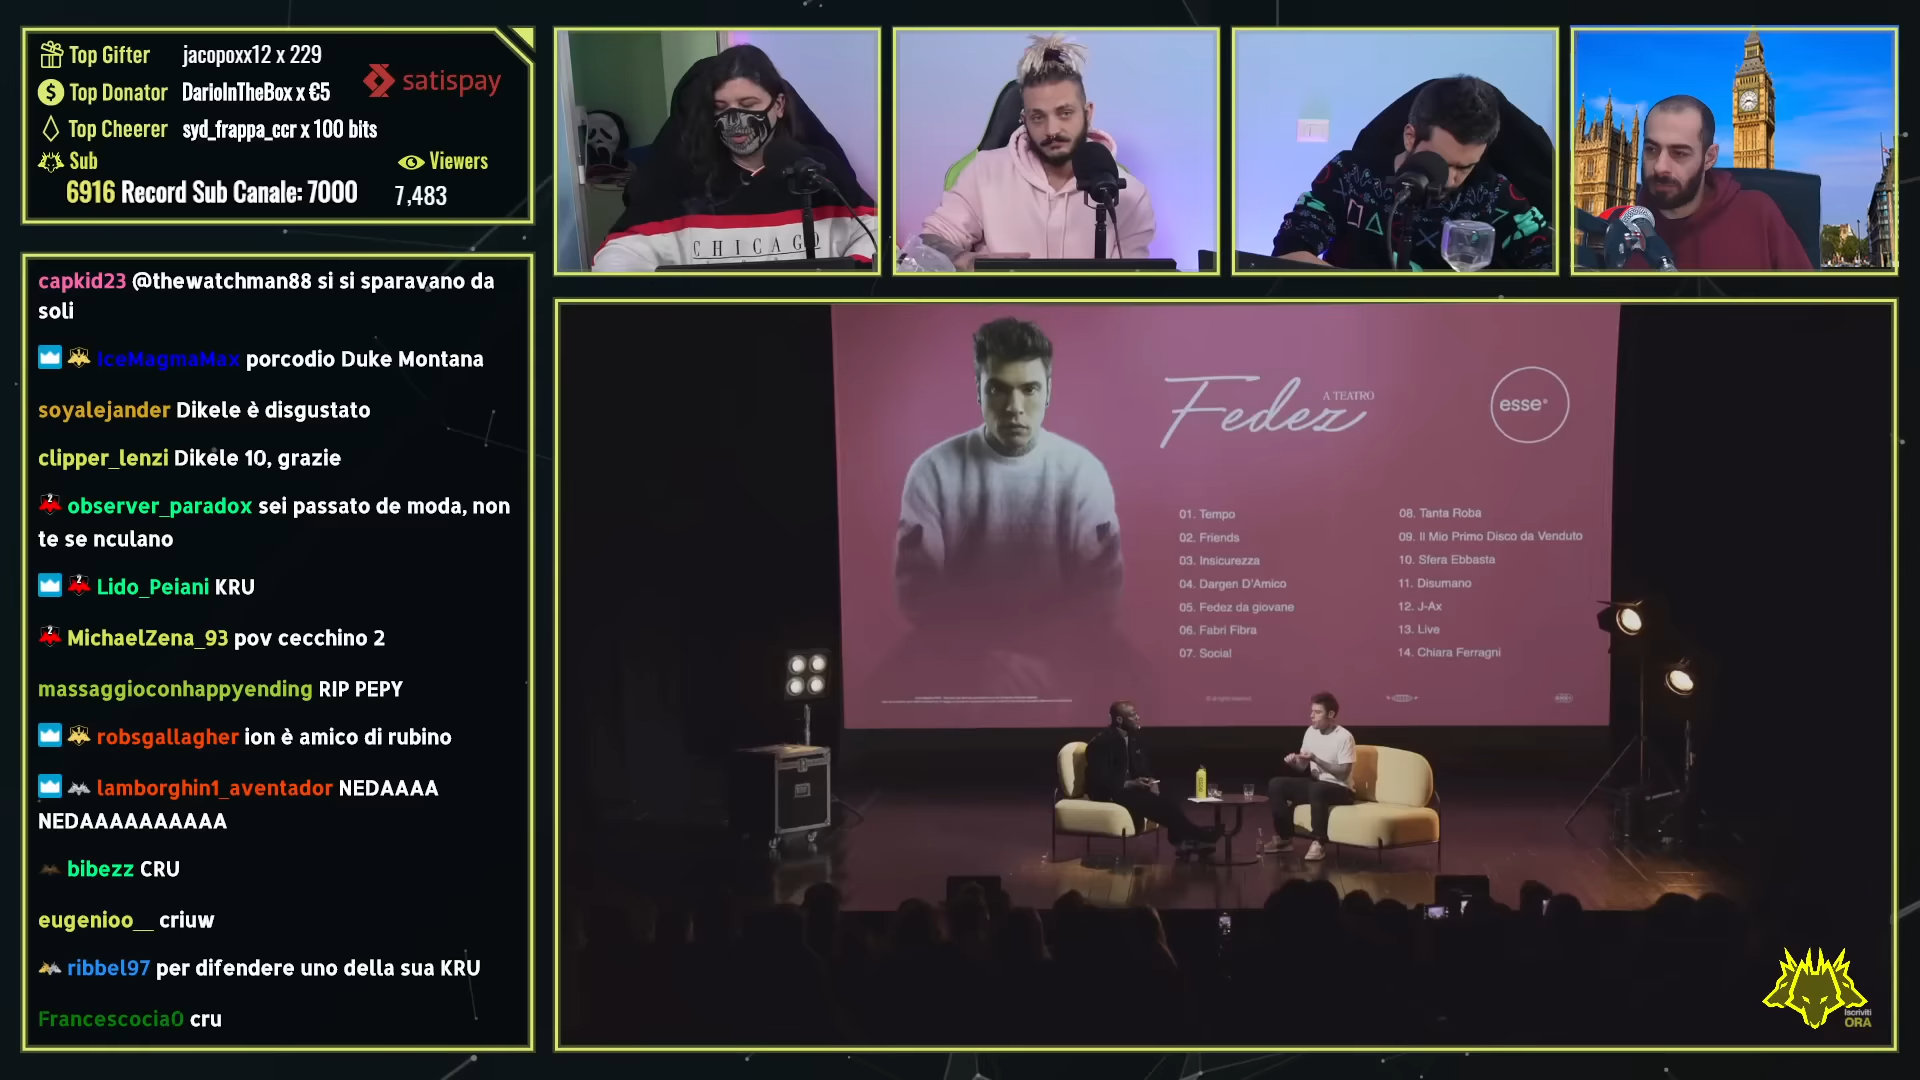 Top Gifter jacopoxx12 x 229
Top Donator DarioInTheBox x €5
satispay
Top Cheerer syd_frappa_ccr x 100 bits
Sub
Viewers
6916 Record Sub Canale: 7000
7,483
CHICAGO
capkid23 @thewatchman88 si si sparavano da
soli
IceMagmaMax porcodio Duke Montana
soyalejander Dikele è disgustato
clipper_lenzi Dikele 10, grazie
2 observer_paradox sei passato de moda, non
te se nculano
2 Lido_Peiani KRU
2 MichaelZena_93 pov cecchino 2
massaggioconhappyending RIP PEPY
robsgallagher ion è amico di rubino
lamborghin1_aventador NEDAAAA
NEDAAAAAAAAAA
bibezz CRU
eugenioo__ criuw
ribbel97 per difendere uno della sua KRU
Francescocia0 cru
Fedez
A TEATRO
esse
01. Tempo
02. Friends
03. Insicurezza
04. Dargen D'Amico
05. Fedez da giovane
06. Fabri Fibra
07. Social
08. Tanta Roba
09. Il Mio Primo Disco da Venduto
10. Sfera Ebbasta
11. Disumano
12. J-Ax
13. Live
14. Chiara Ferragni
Iscriviti
ORA